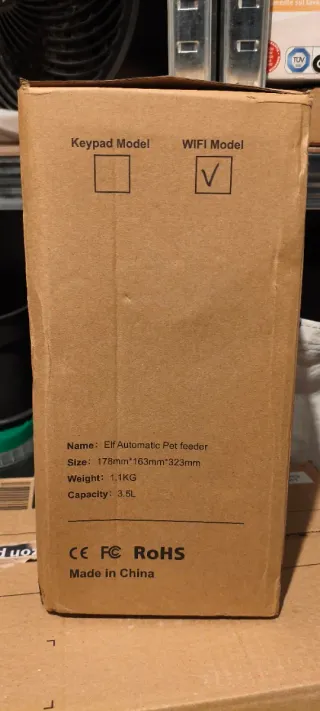 Keypad Model WIFI Model
Name: Elf Automatic Pet feeder
Size: 178mm*163mm*323mm
Weight: 1.1KG
Capacity: 3.5L
CE FC RoHS
Made in China
TÜV